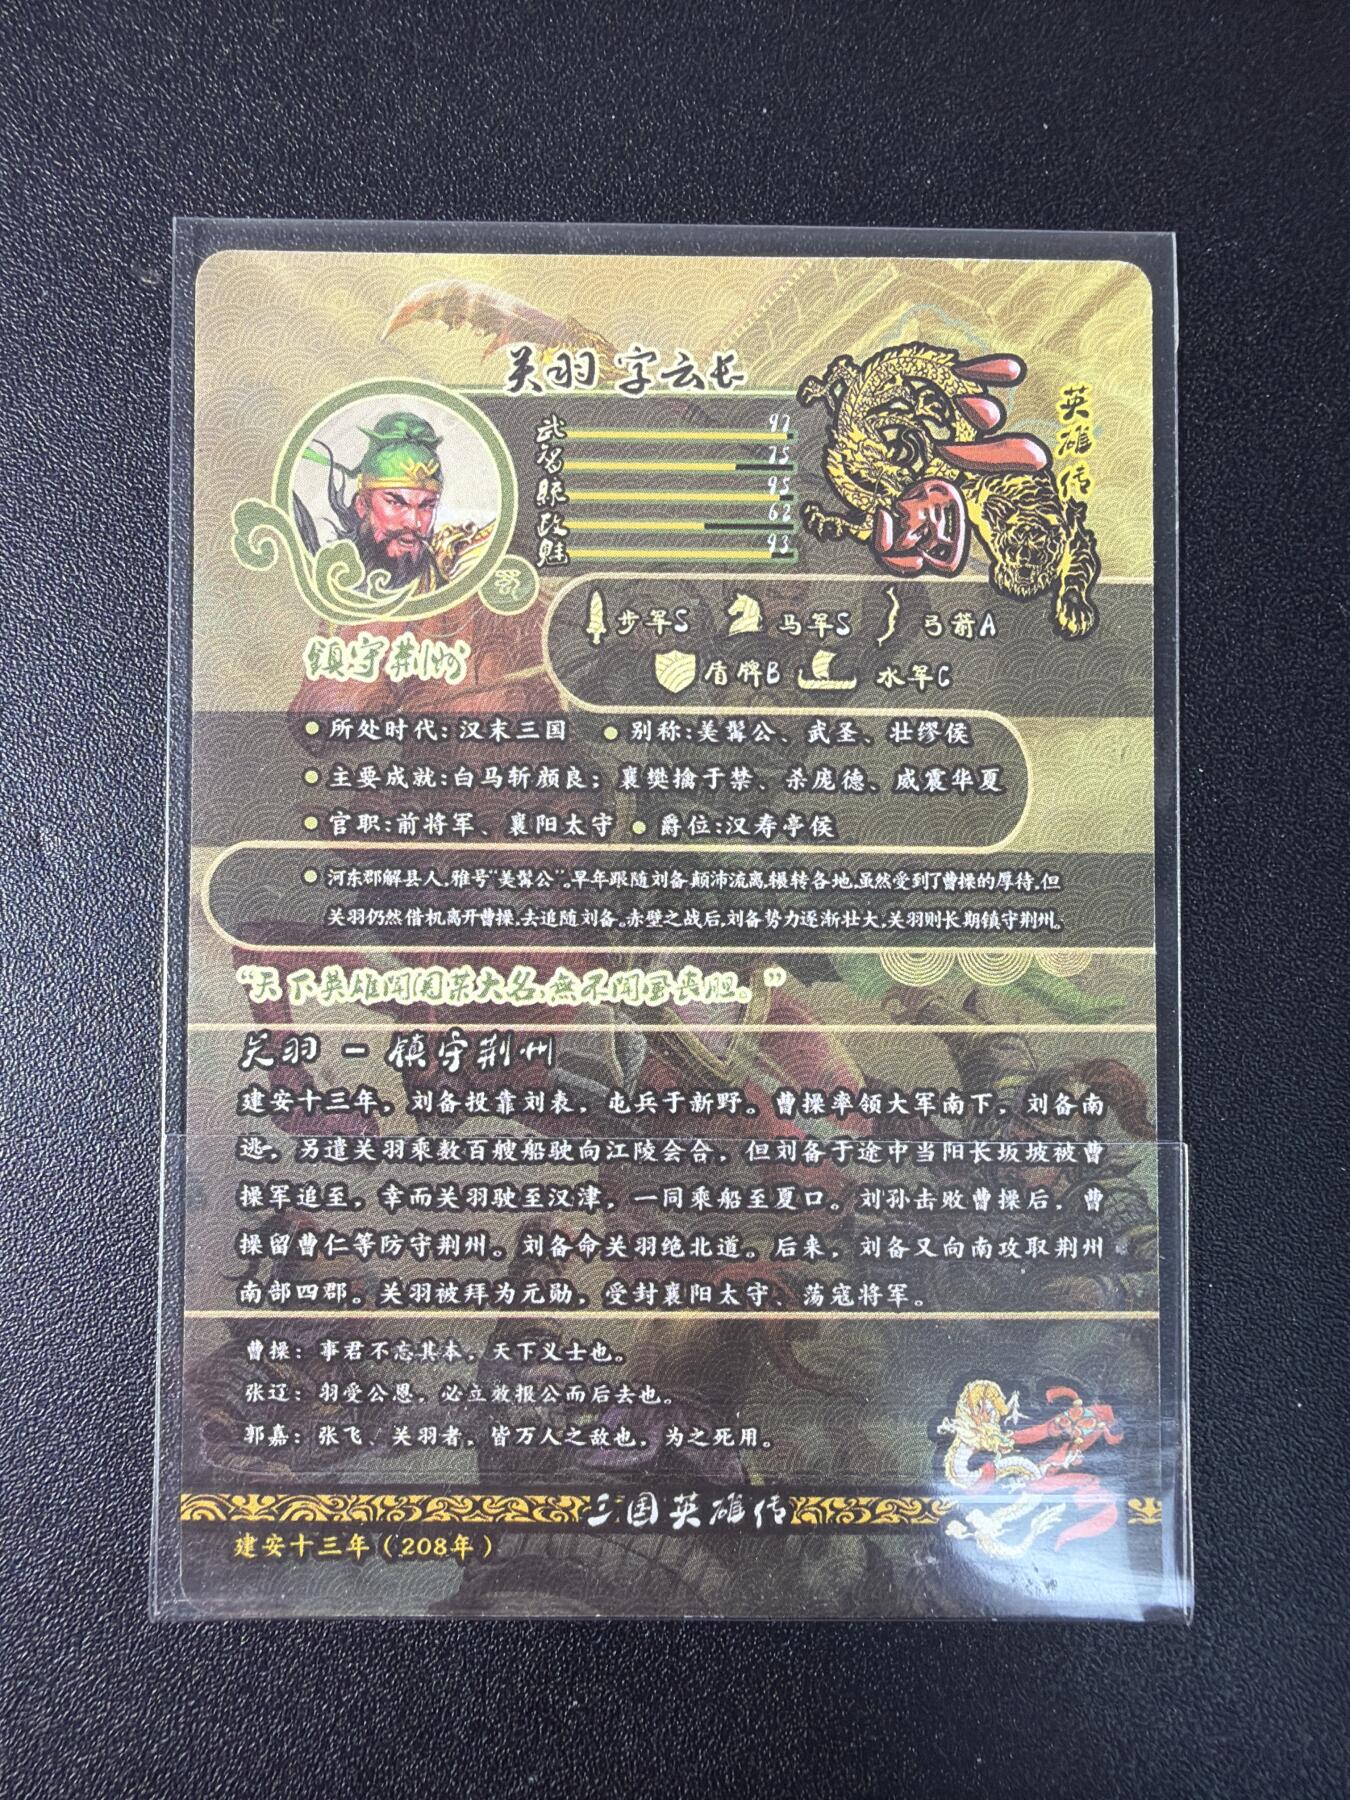 关羽 字云长
英雄传
武 97
智 75
統 95
政 62
魅 93
步军S 马军S 弓箭A
盾牌B 水军C
鎮守荆州
所处时代:汉末三国 别称:美髯公、武圣、壮缪侯
主要成就:白马斩颜良;襄樊擒于禁、杀庞德、威震华夏
官职:前将军、襄阳太守 爵位:汉寿亭侯
河东郡解县人,雅号“美髯公”。早年跟随刘备颠沛流离,辗转各地,虽然受到了曹操的厚待,但
关羽仍然借机离开曹操,去追随刘备。赤壁之战后,刘备势力逐渐壮大,关羽则长期镇守荆州。
“天下英雄闻関某大名,無不闻風丧胆。”
关羽 - 镇守荆州
建安十三年,刘备投靠刘表,屯兵于新野。曹操率领大军南下,刘备南
逃,另遣关羽乘数百艘船驶向江陵会合,但刘备于途中当阳长坂坡被曹
操军追至,幸而关羽驶至汉津,一同乘船至夏口。刘孙击败曹操后,曹
操留曹仁等防守荆州。刘备命关羽绝北道。后来,刘备又向南攻取荆州
南部四郡。关羽被拜为元勋,受封襄阳太守、荡寇将军。
曹操:事君不忘其本,天下义士也。
张辽:羽受公恩,必立效报公而后去也。
郭嘉:张飞、关羽者,皆万人之敌也,为之死用。
三国英雄传
建安十三年(208年)